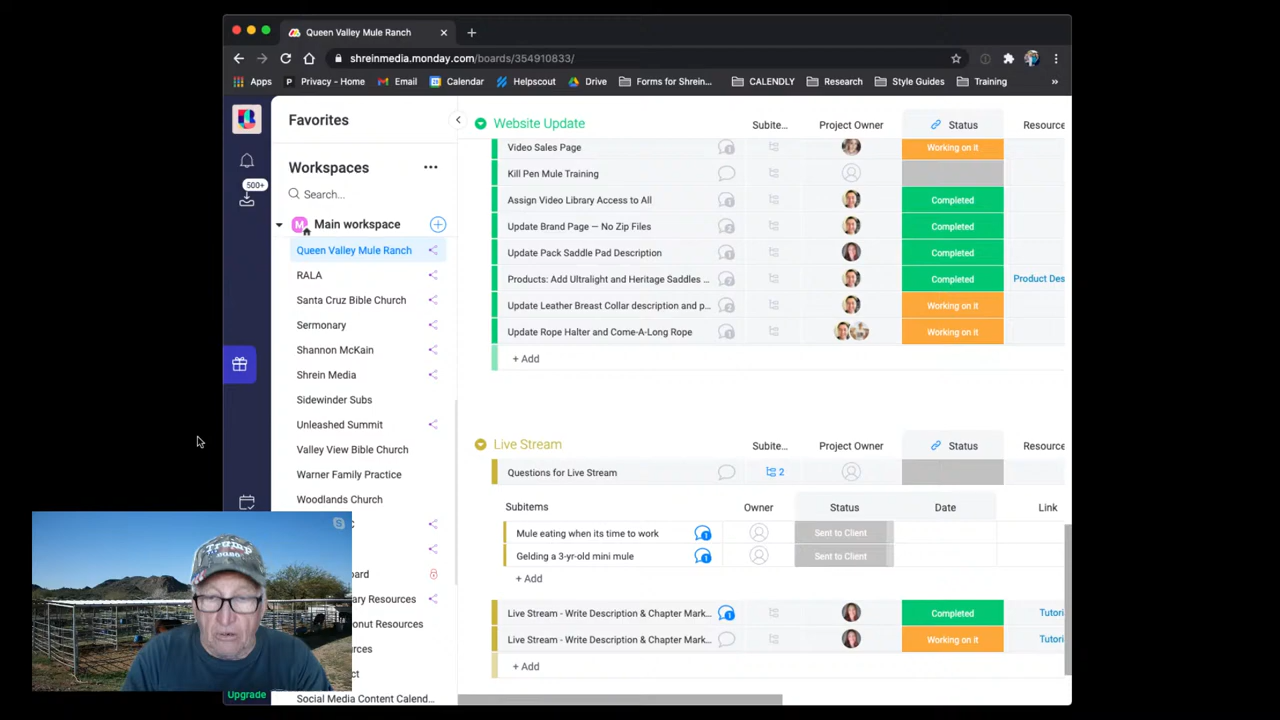 Queen Valley Mule Ranch
shreinmedia.monday.com/boards/354910833/
Apps
Privacy - Home
Email
Calendar
Helpscout
Drive
Forms for Shrein...
CALENDLY
Research
Style Guides
Training
»
Favorites
500+
Workspaces
Search...
M
Main workspace
Queen Valley Mule Ranch
RALA
Santa Cruz Bible Church
Sermonary
Shannon McKain
Shrein Media
Sidewinder Subs
Unleashed Summit
Valley View Bible Church
Warner Family Practice
Woodlands Church
Upgrade
Social Media Content Calend...
Website Update
Subite...
Project Owner
Status
Resource
Video Sales Page
Working on it
Kill Pen Mule Training
Assign Video Library Access to All
Completed
Update Brand Page — No Zip Files
Completed
Update Pack Saddle Pad Description
Completed
Products: Add Ultralight and Heritage Saddles ...
Completed
Product Des
Update Leather Breast Collar description and p...
Working on it
Update Rope Halter and Come-A-Long Rope
Working on it
+ Add
Live Stream
Subite...
Project Owner
Status
Resource
Questions for Live Stream
2
Subitems
Owner
Status
Date
Link
Mule eating when its time to work
Sent to Client
Gelding a 3-yr-old mini mule
Sent to Client
+ Add
Live Stream - Write Description & Chapter Mark...
Completed
Tutori
Live Stream - Write Description & Chapter Mark...
Working on it
Tutori
+ Add
Trump